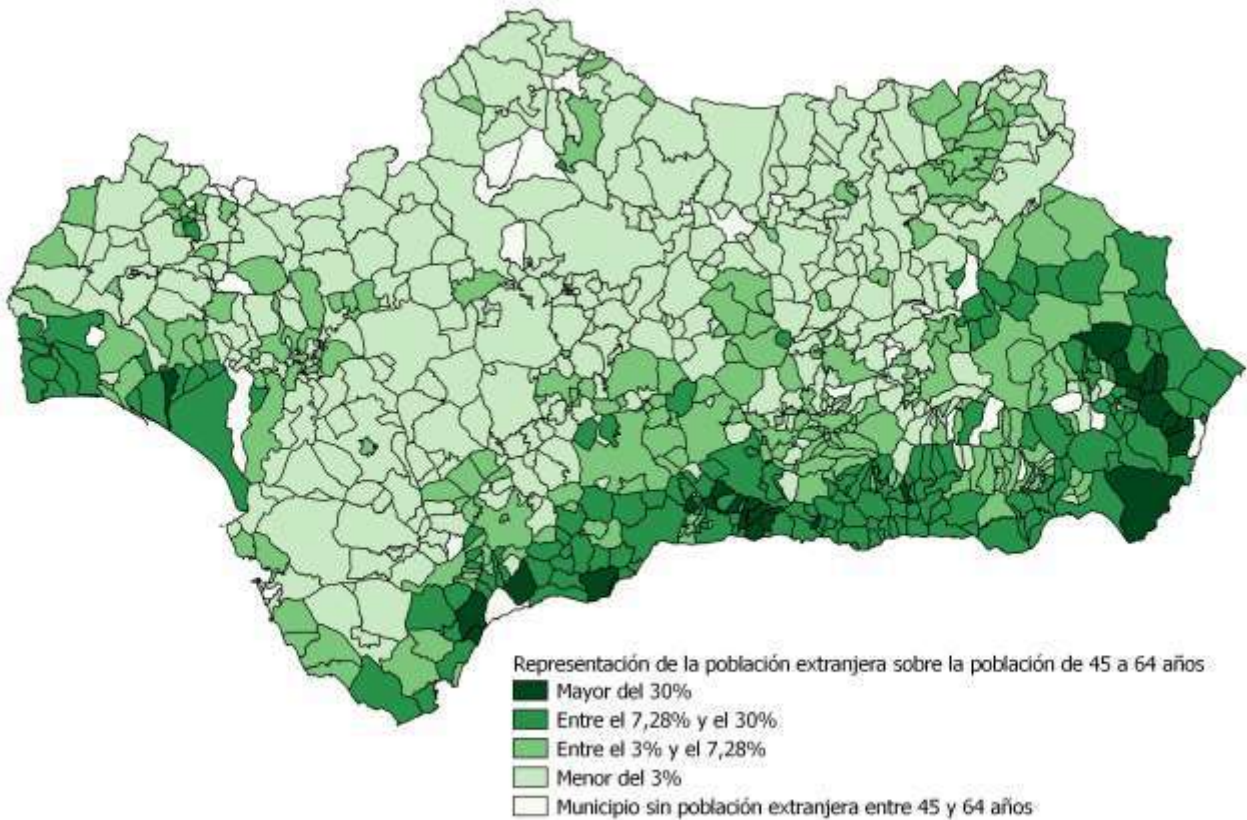 Representación de la población extranjera sobre la población de 45 a 64 años
Mayor del 30%
Entre el 7,28% y el 30%
Entre el 3% y el 7,28%
Menor del 3%
Municipio sin población extranjera entre 45 y 64 años